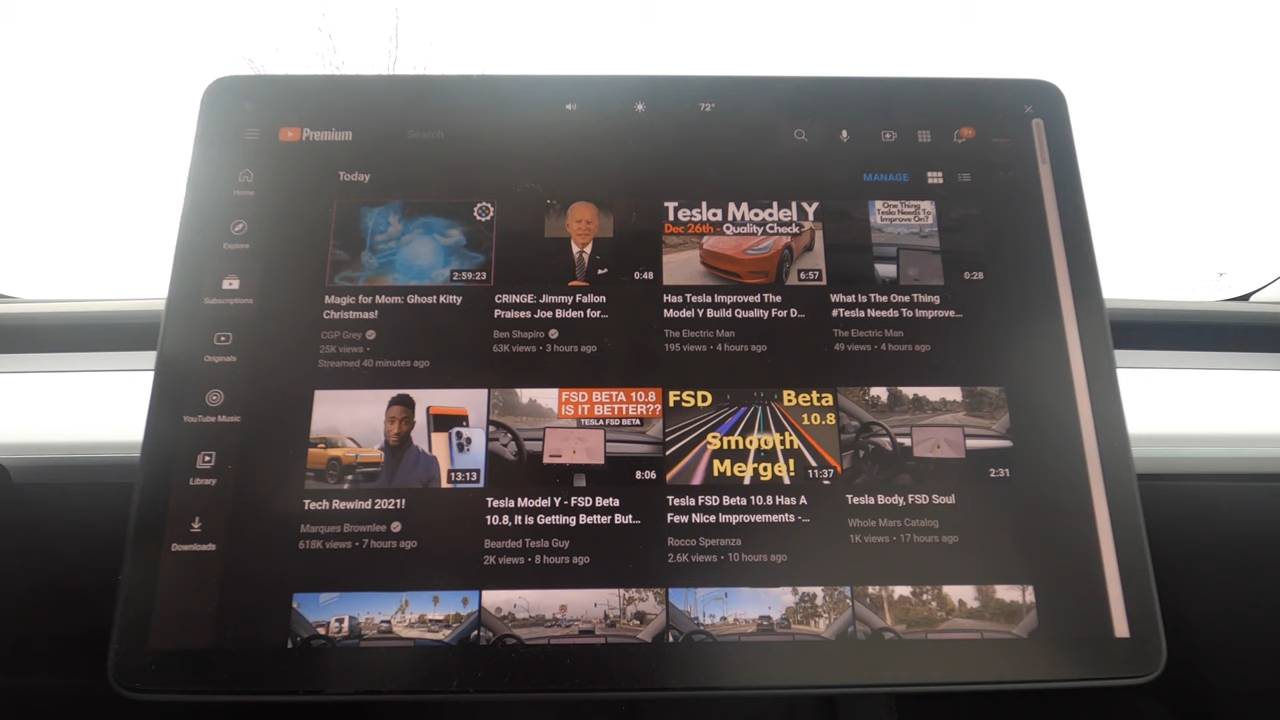 72°
Premium
Search
9+
Today
MANAGE
Home
Explore
Subscriptions
Originals
YouTube Music
Library
Downloads
2:59:23
Magic for Mom: Ghost Kitty
Christmas!
CGP Grey
25K views •
Streamed 40 minutes ago
0:48
CRINGE: Jimmy Fallon
Praises Joe Biden for...
Ben Shapiro
63K views • 3 hours ago
Tesla Model Y
Dec 26th - Quality Check
6:57
Has Tesla Improved The
Model Y Build Quality For D...
The Electric Man
195 views • 4 hours ago
One Thing
Tesla Needs To
Improve On?
0:28
What Is The One Thing
#Tesla Needs To Improve...
The Electric Man
49 views • 4 hours ago
13:13
Tech Rewind 2021!
Marques Brownlee
618K views • 7 hours ago
FSD BETA 10.8
IS IT BETTER??
TESLA FSD BETA
8:06
Tesla Model Y - FSD Beta
10.8, It is Getting Better But...
Bearded Tesla Guy
2K views • 8 hours ago
FSD Beta
10.8
Smooth
Merge!
11:37
Tesla FSD Beta 10.8 Has A
Few Nice Improvements -...
Rocco Speranza
2.6K views • 10 hours ago
2:31
Tesla Body, FSD Soul
Whole Mars Catalog
1K views • 17 hours ago